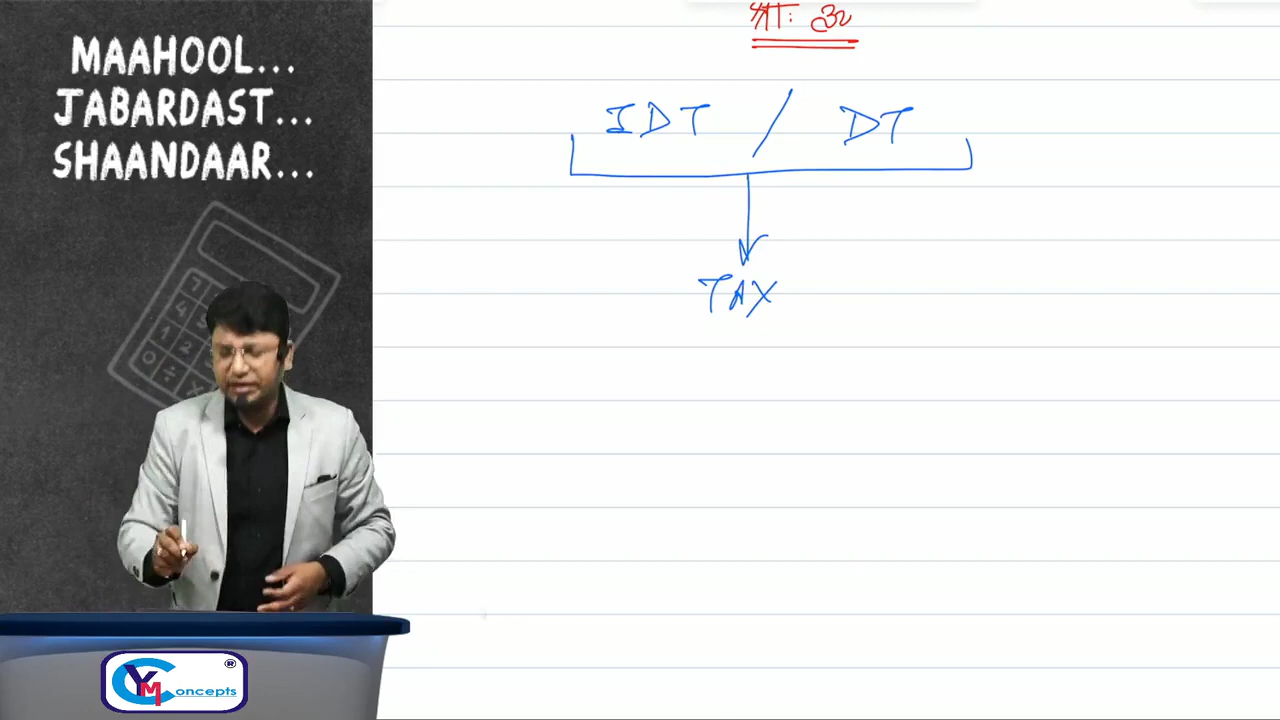 MAAHOOL...
JABARDAST...
SHAANDAAR...
IDT / DT
TAX
YM Concepts ®